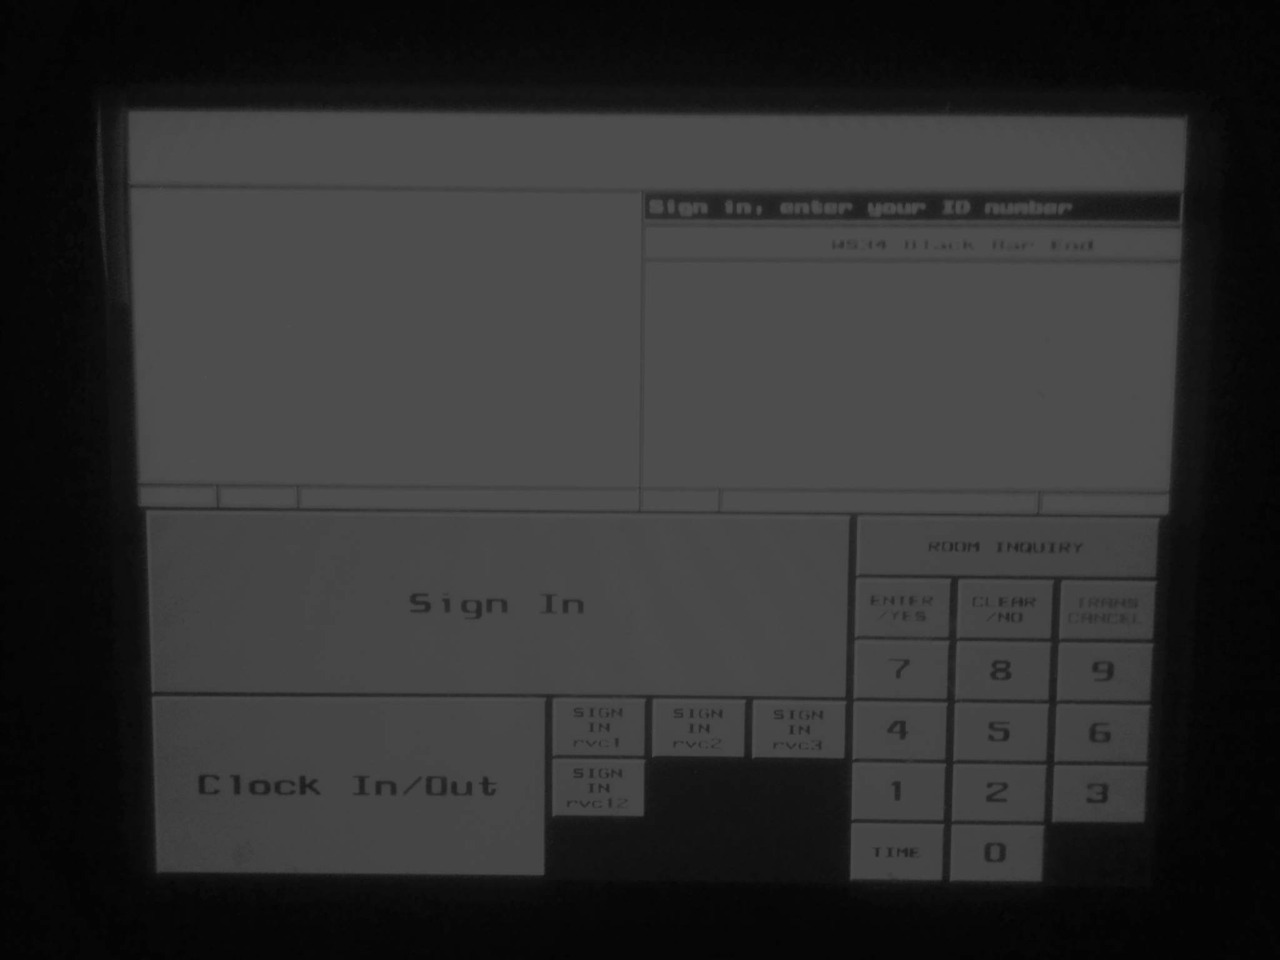 Sign in, enter your ID number
WS34 Black Bar End
Sign In
ROOM INQUIRY
ENTER
/YES
CLEAR
/NO
TRANS
CANCEL
7
8
9
Clock In/Out
SIGN
IN
rvc1
SIGN
IN
rvc2
SIGN
IN
rvc3
SIGN
IN
rvc12
4
5
6
1
2
3
TIME
0